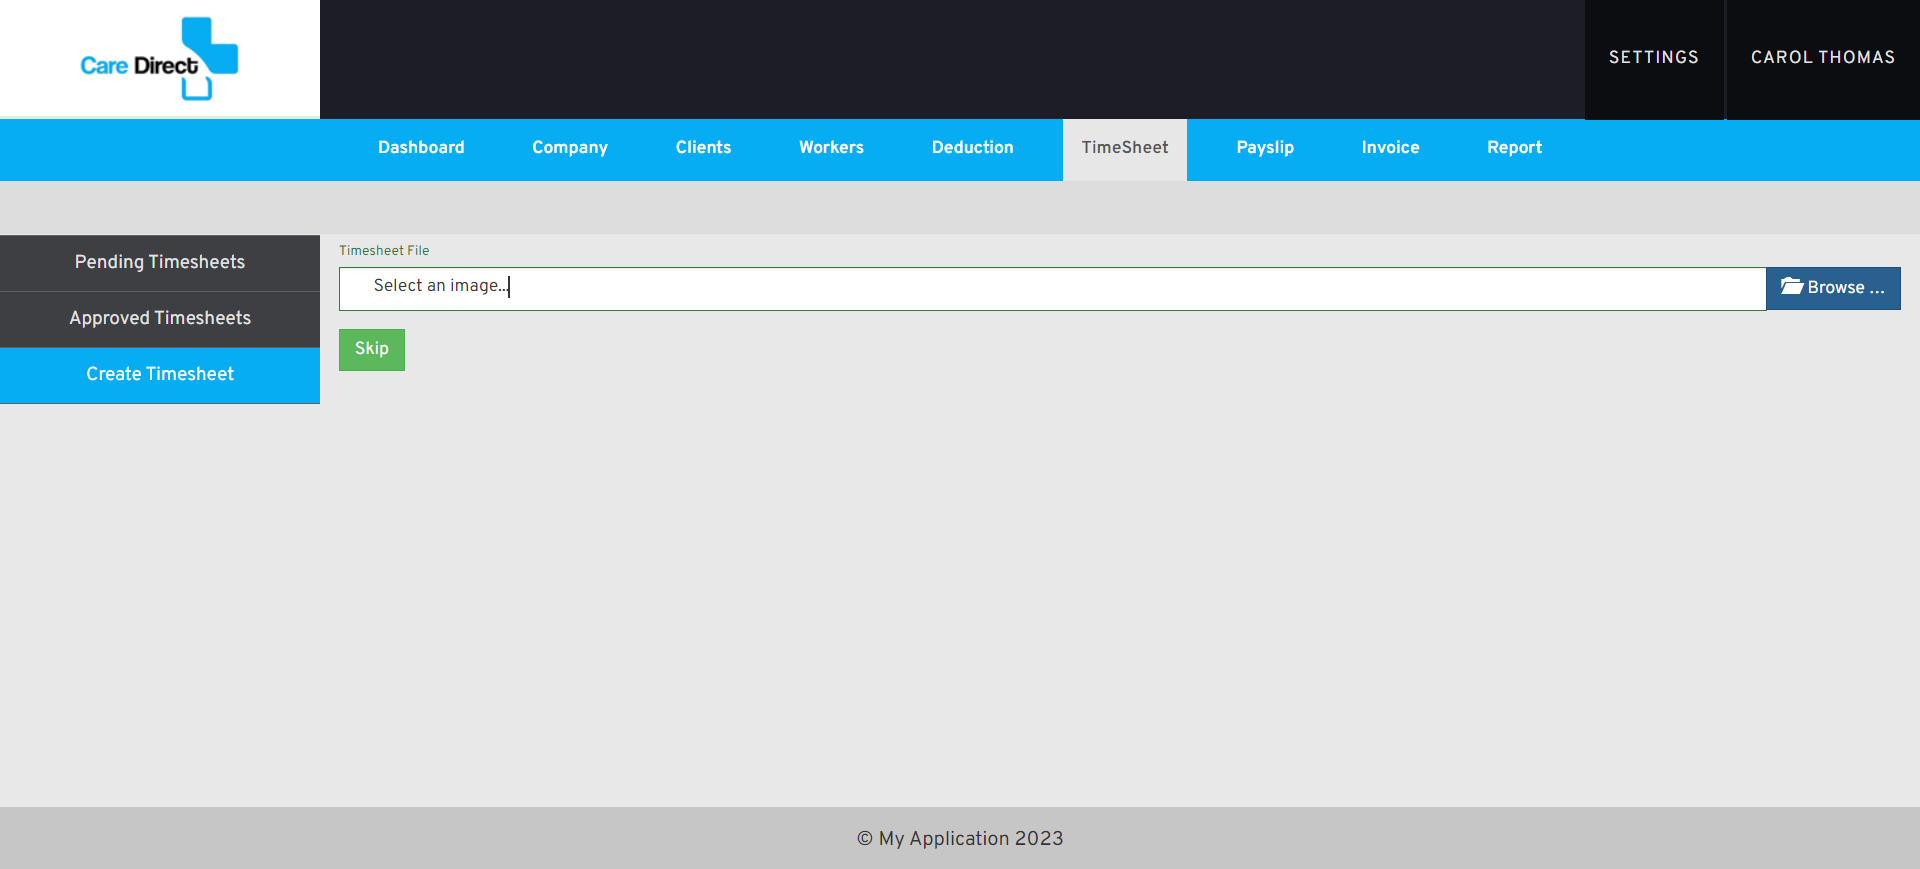 Care Direct
SETTINGS
CAROL THOMAS
Dashboard
Company
Clients
Workers
Deduction
TimeSheet
Payslip
Invoice
Report
Pending Timesheets
Approved Timesheets
Create Timesheet
Timesheet File
Select an image...
Browse ...
Skip
© My Application 2023